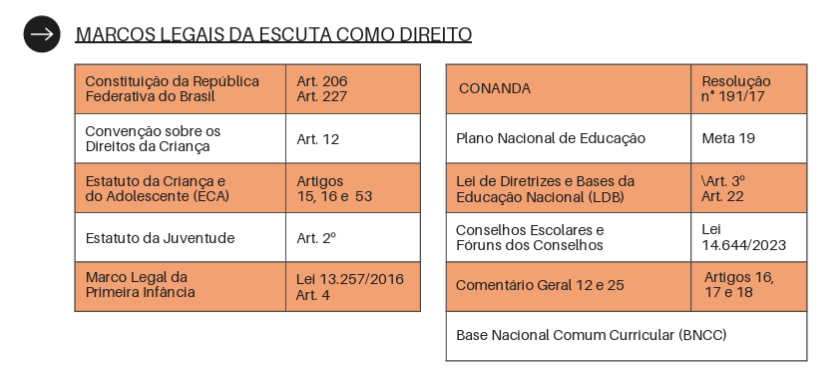 MARCOS LEGAIS DA ESCUTA COMO DIREITO
Constituição da República
Federativa do Brasil
Art. 206
Art. 227
Convenção sobre os
Direitos da Criança
Art. 12
Estatuto da Criança e
do Adolescente (ECA)
Artigos
15, 16 e 53
Estatuto da Juventude
Art. 2º
Marco Legal da
Primeira Infância
Lei 13.257/2016
Art. 4
CONANDA
Resolução
n° 191/17
Plano Nacional de Educação
Meta 19
Lei de Diretrizes e Bases da
Educação Nacional (LDB)
\Art. 3º
Art. 22
Conselhos Escolares e
Fóruns dos Conselhos
Lei
14.644/2023
Comentário Geral 12 e 25
Artigos 16,
17 e 18
Base Nacional Comum Curricular (BNCC)